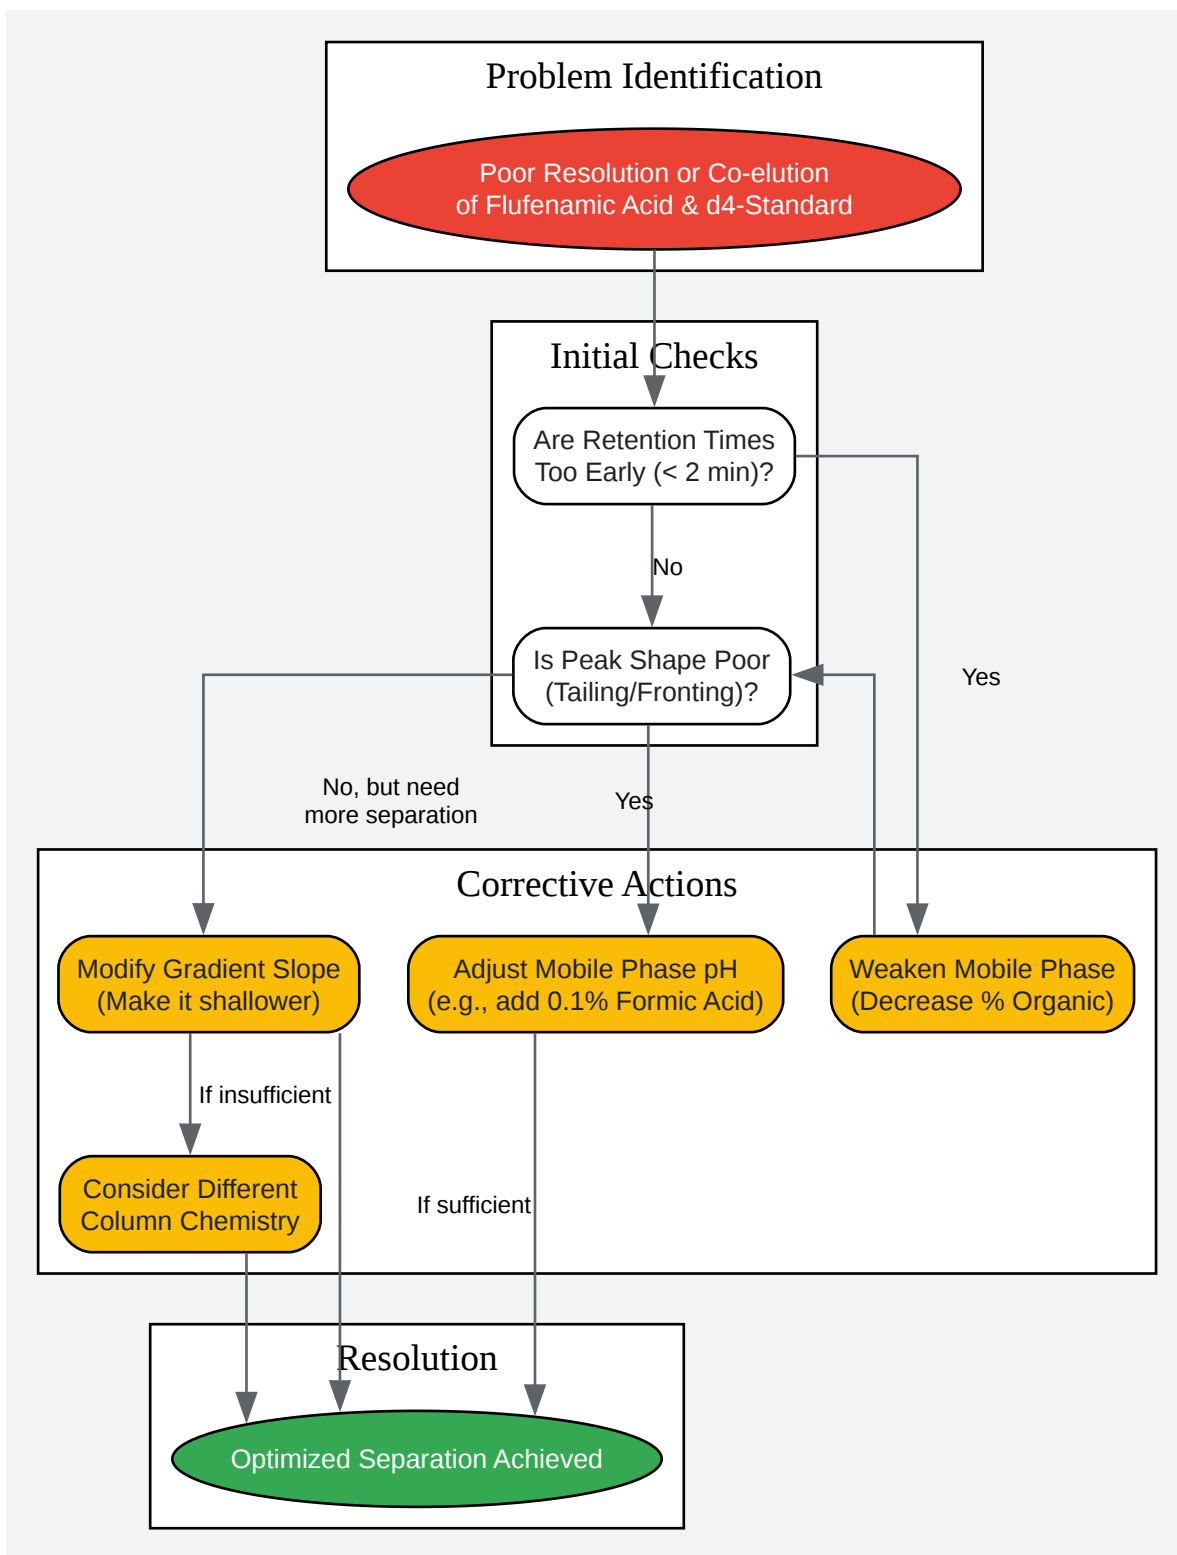 Problem Identification
Poor Resolution or Co-elution
of Flufenamic Acid & d4-Standard
Initial Checks
Are Retention Times
Too Early (< 2 min)?
No
Is Peak Shape Poor
(Tailing/Fronting)?
Yes
No, but need
more separation
Yes
Corrective Actions
Modify Gradient Slope
(Make it shallower)
Adjust Mobile Phase pH
(e.g., add 0.1% Formic Acid)
Weaken Mobile Phase
(Decrease % Organic)
If insufficient
Consider Different
Column Chemistry
If sufficient
Resolution
Optimized Separation Achieved